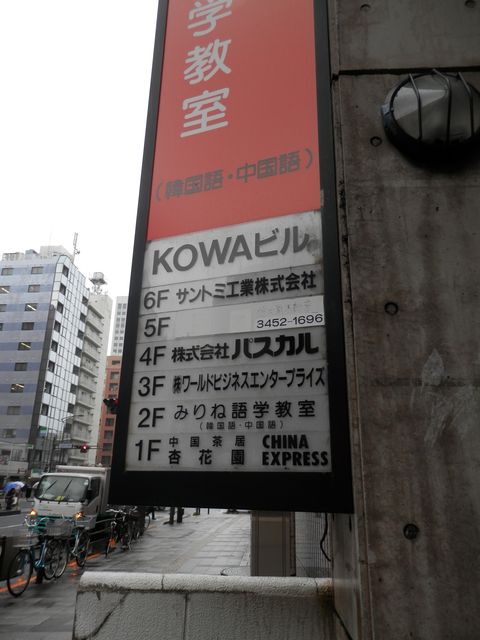 学教室
(韓国語・中国語)
KOWAビル
6F サントミ工業株式会社
5F
3452-1696
4F 株式会社パスカル
3F ㈱ワールドビジネスエンタープライズ
2F みりね語学教室
(韓国語・中国語)
1F 中国茶居 CHINA
杏花園 EXPRESS